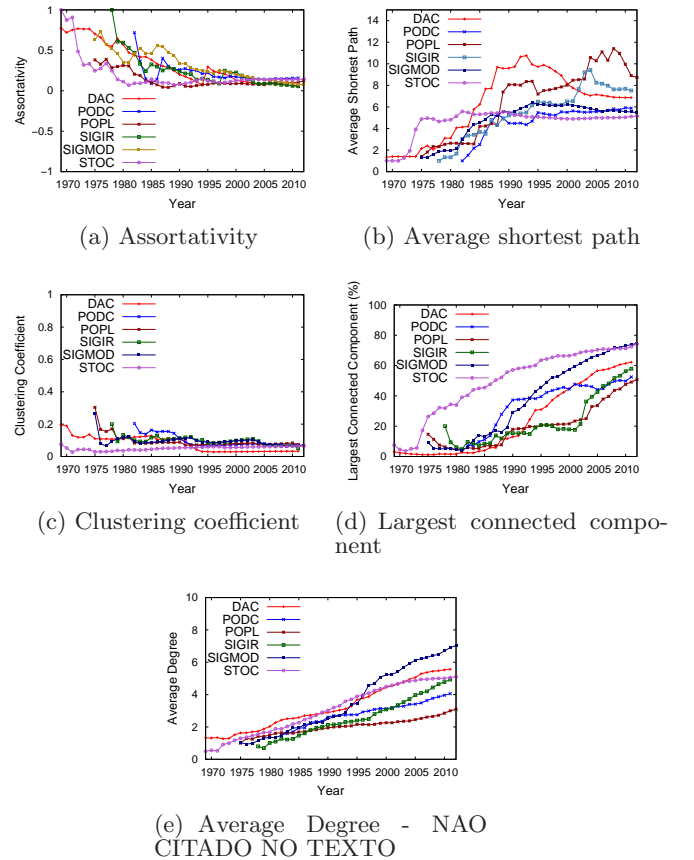 1
0.5
0
−0.5
−1
Assortativity
DAC
PODC
POPL
SIGIR
SIGMOD
STOC
1970 1975 1980 1985 1990 1995 2000 2005 2010
Year
(a) Assortativity
15
14
12
10
8
6
4
2
0
Average Shortest Path
DAC
PODC
POPL
SIGIR
SIGMOD
STOC
1970 1975 1980 1985 1990 1995 2000 2005 2010
Year
(b) Average shortest path
1
0.8
0.6
0.4
0.2
0
Clustering Coefficient
DAC
PODC
POPL
SIGIR
SIGMOD
STOC
1970 1975 1980 1985 1990 1995 2000 2005 2010
Year
(c) Clustering coefficient
100
80
60
40
20
0
Largest Connected Component (%)
DAC
PODC
POPL
SIGIR
SIGMOD
STOC
1970 1975 1980 1985 1990 1995 2000 2005 2010
Year
(d) Largest connected compo-
nent
10
8
6
4
2
0
Average Degree
DAC
PODC
POPL
SIGIR
SIGMOD
STOC
1970 1975 1980 1985 1990 1995 2000 2005 2010
Year
(e) Average Degree - NAO
CITADO NO TEXTO